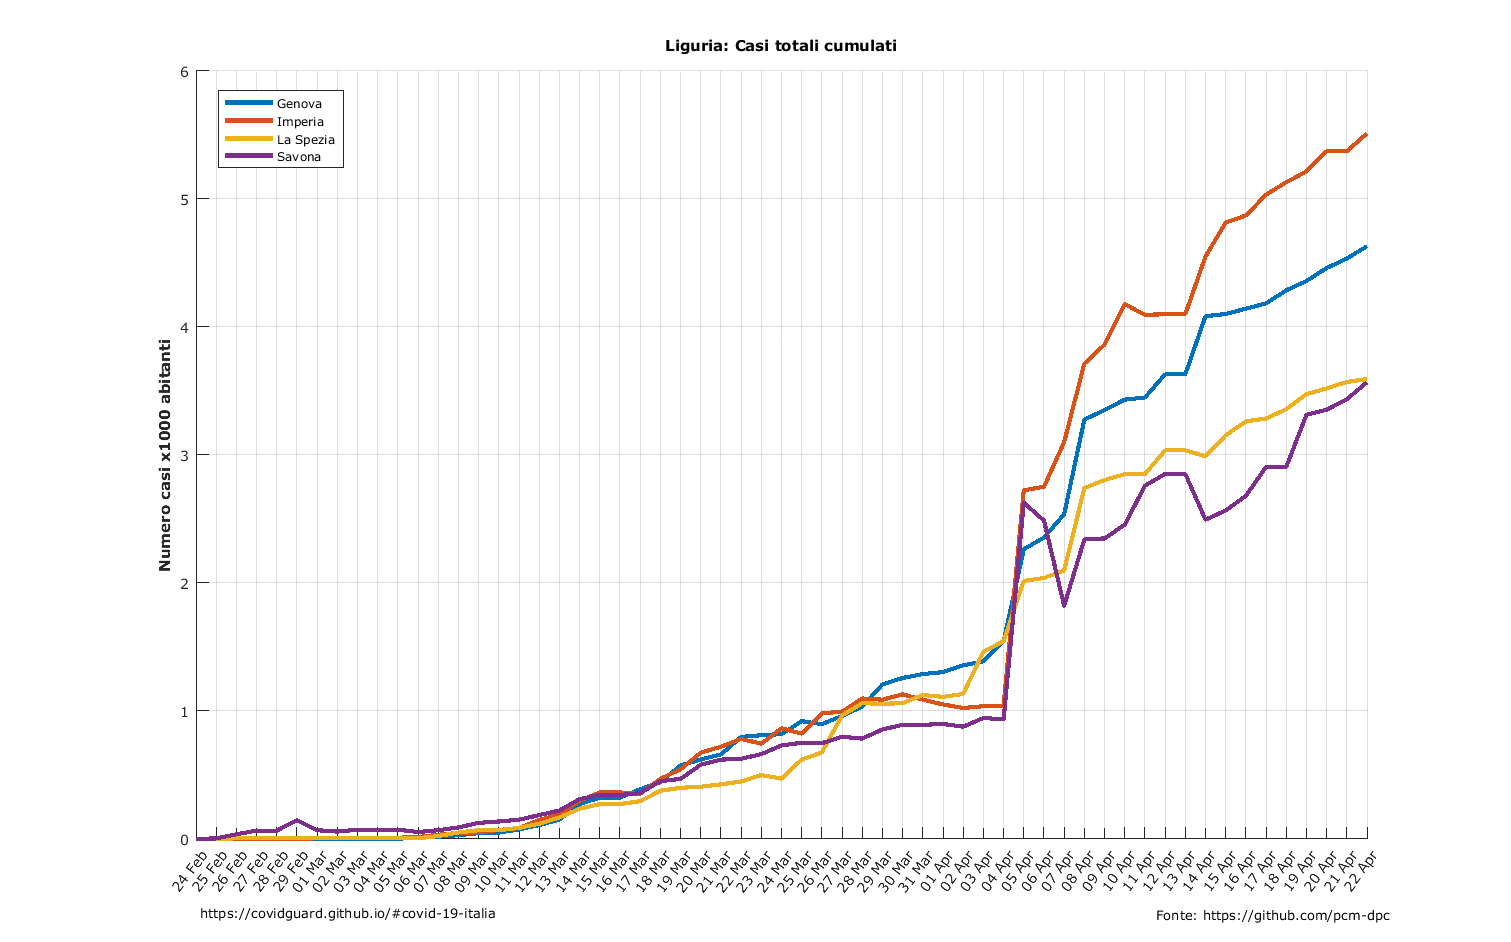 Liguria: Casi totali cumulati
6
5
4
3
2
1
0
Numero casi x1000 abitanti
Genova
Imperia
La Spezia
Savona
24 Feb
25 Feb
26 Feb
27 Feb
28 Feb
29 Feb
01 Mar
02 Mar
03 Mar
04 Mar
05 Mar
06 Mar
07 Mar
08 Mar
09 Mar
10 Mar
11 Mar
12 Mar
13 Mar
14 Mar
15 Mar
16 Mar
17 Mar
18 Mar
19 Mar
20 Mar
21 Mar
22 Mar
23 Mar
24 Mar
25 Mar
26 Mar
27 Mar
28 Mar
29 Mar
30 Mar
31 Mar
01 Apr
02 Apr
03 Apr
04 Apr
05 Apr
06 Apr
07 Apr
08 Apr
09 Apr
10 Apr
11 Apr
12 Apr
13 Apr
14 Apr
15 Apr
16 Apr
17 Apr
18 Apr
19 Apr
20 Apr
21 Apr
22 Apr
https://covidguard.github.io/#covid-19-italia
Fonte: https://github.com/pcm-dpc